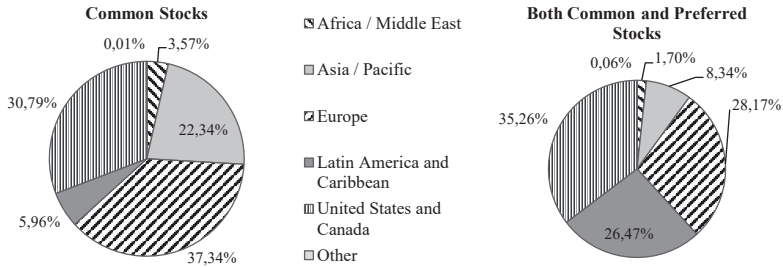 Common Stocks
0,01%
3,57%
30,79%
22,34%
5,96%
37,34%
Africa / Middle East
Asia / Pacific
Europe
Latin America and
Caribbean
United States and
Canada
Other
Both Common and Preferred
Stocks
0,06%
1,70%
8,34%
35,26%
28,17%
26,47%